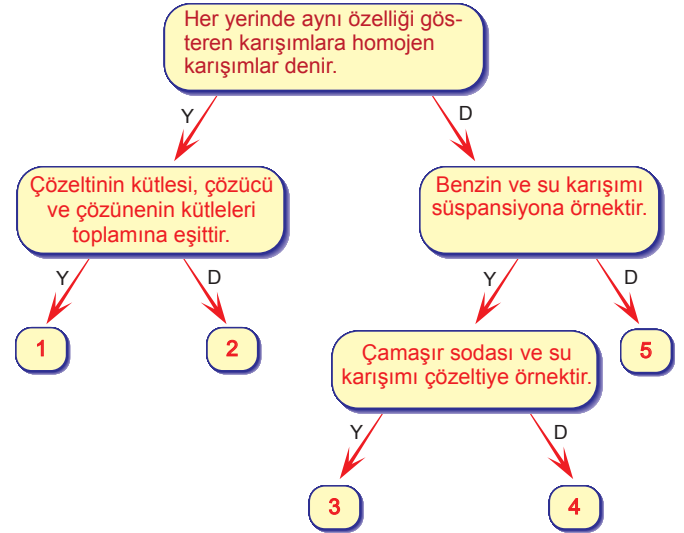 Her yerinde aynı özelliği gös-
teren karışımlara homojen
karışımlar denir.
Y
D
Çözeltinin kütlesi, çözücü
ve çözünenin kütleleri
toplamına eşittir.
Benzin ve su karışımı
süspansiyona örnektir.
Y
D
Y
D
1
2
Çamaşır sodası ve su
karışımı çözeltiye örnektir.
5
Y
D
3
4